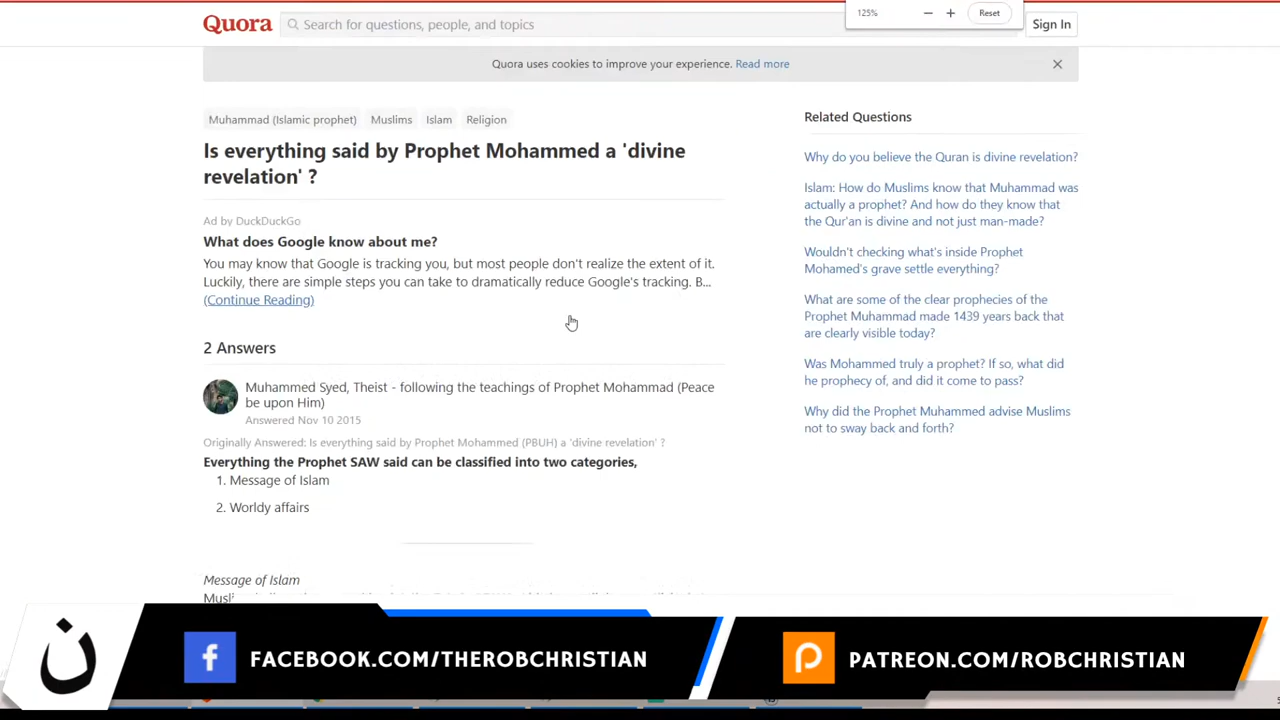 Quora
Search for questions, people, and topics
125%
Reset
Sign In
Quora uses cookies to improve your experience. Read more
Muhammad (Islamic prophet) Muslims Islam Religion
Is everything said by Prophet Mohammed a 'divine
revelation' ?
Ad by DuckDuckGo
What does Google know about me?
You may know that Google is tracking you, but most people don't realize the extent of it.
Luckily, there are simple steps you can take to dramatically reduce Google's tracking. B...
(Continue Reading)
2 Answers
Muhammed Syed, Theist - following the teachings of Prophet Mohammad (Peace
be upon Him)
Answered Nov 10 2015
Originally Answered: Is everything said by Prophet Mohammed (PBUH) a 'divine revelation' ?
Everything the Prophet SAW said can be classified into two categories,
1. Message of Islam
2. Worldy affairs
Message of Islam
Related Questions
Why do you believe the Quran is divine revelation?
Islam: How do Muslims know that Muhammad was
actually a prophet? And how do they know that
the Qur'an is divine and not just man-made?
Wouldn't checking what's inside Prophet
Mohamed's grave settle everything?
What are some of the clear prophecies of the
Prophet Muhammad made 1439 years back that
are clearly visible today?
Was Mohammed truly a prophet? If so, what did
he prophecy of, and did it come to pass?
Why did the Prophet Muhammad advise Muslims
not to sway back and forth?
ن
FACEBOOK.COM/THEROBCHRISTIAN
PATREON.COM/ROBCHRISTIAN